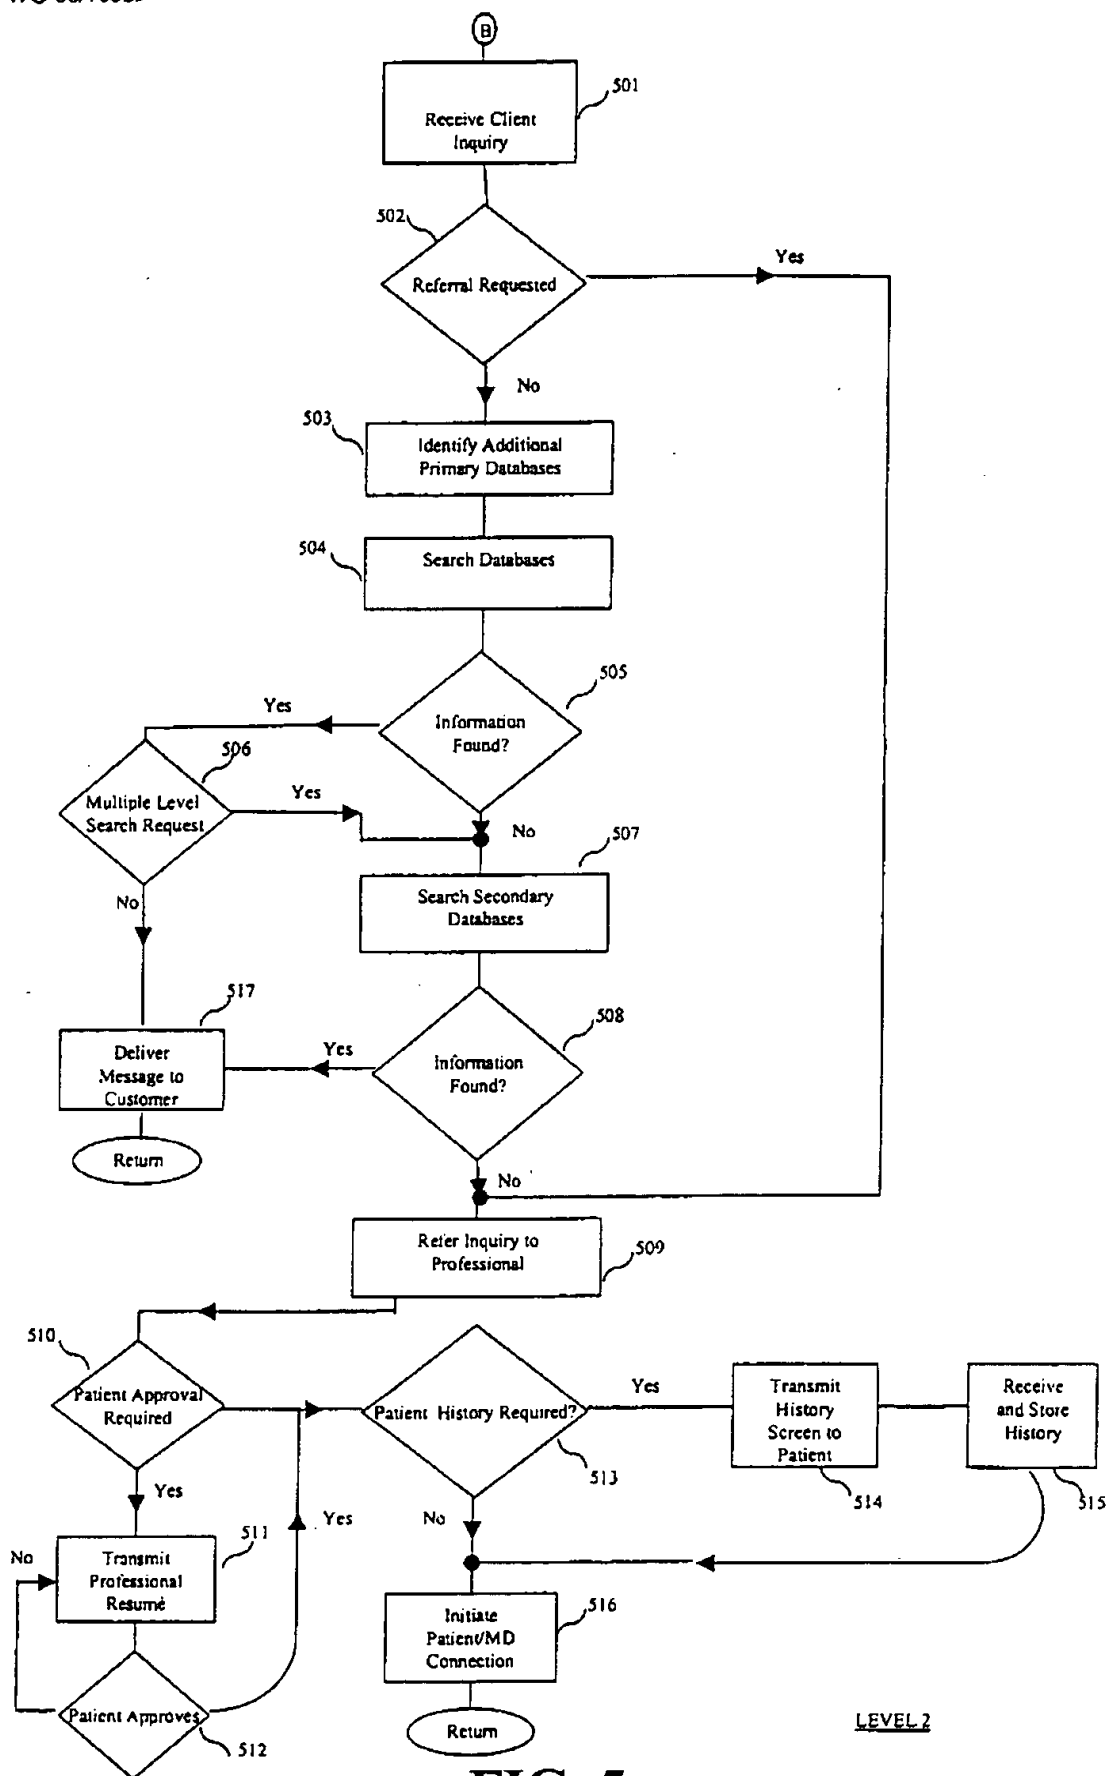 B
501
Receive Client
Inquiry
502
Yes
Referral Requested
No
503
Identify Additional
Primary Databases
504
Search Databases
505
Yes
Information
Found?
506
Multiple Level
Search Request
Yes
No
507
Search Secondary
Databases
No
517
508
Deliver
Message to
Customer
Yes
Information
Found?
Return
No
Refer Inquiry to
Professional
509
510
Patient Approval
Required
Patient History Required?
Yes
Transmit
History
Screen to
Patient
Receive
and Store
History
513
514
515
Yes
No
Yes
511
No
Transmit
Professional
Resumé
516
Initiate
Patient/MD
Connection
Patient Approves
512
Return
LEVEL 2